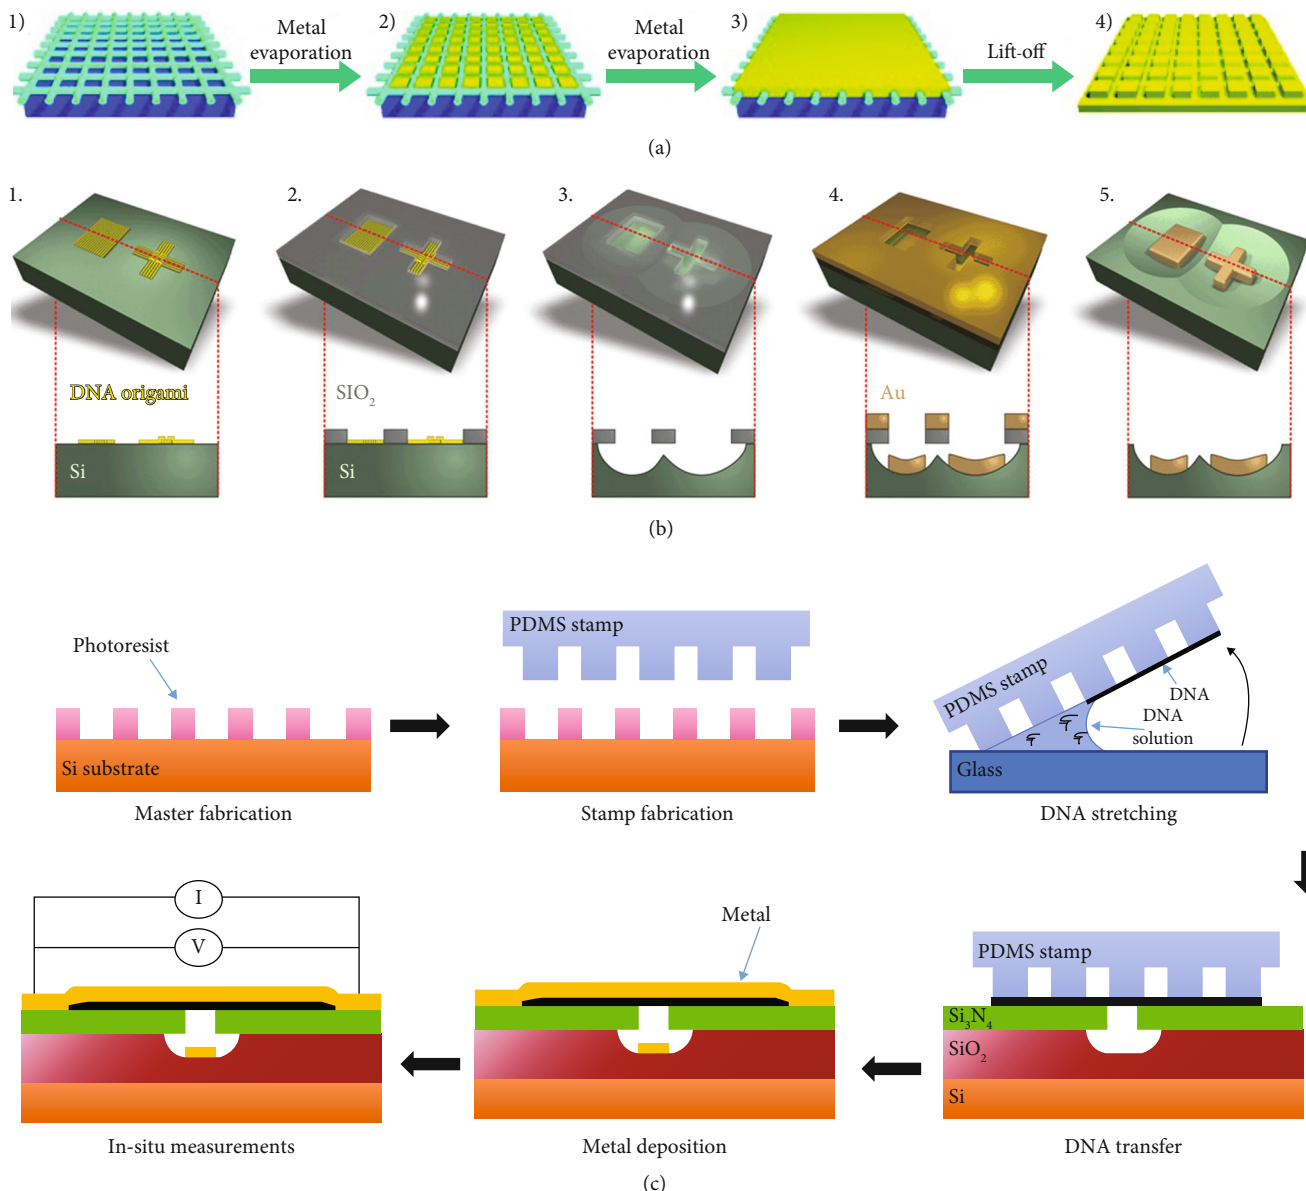 1)
Metal
evaporation
2)
Metal
evaporation
3)
Lift-off
4)
(a)
1.
2.
3.
4.
5.
DNA origami
SIO₂
Au
Si
Si
(b)
Photoresist
Si substrate
Master fabrication
PDMS stamp
Stamp fabrication
PDMS stamp
DNA
DNA
solution
Glass
DNA stretching
I
V
In-situ measurements
Metal
Metal deposition
PDMS stamp
Si₃N₄
SiO₂
Si
DNA transfer
(c)